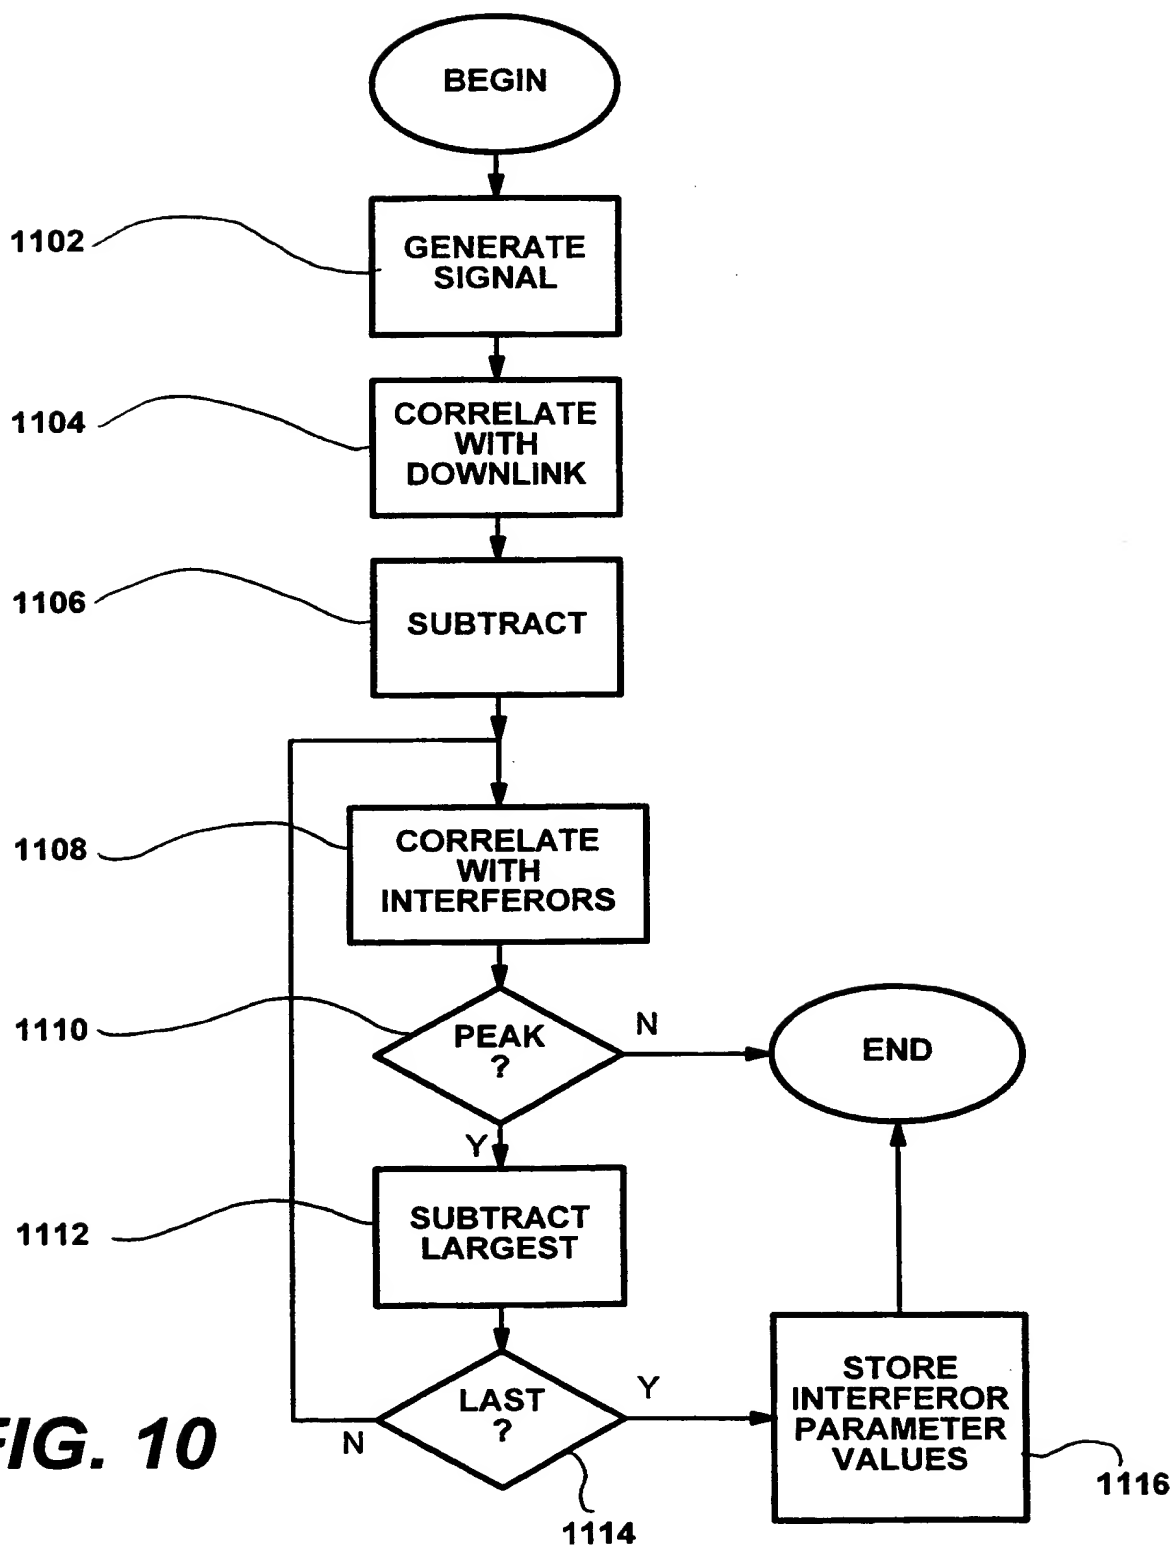 BEGIN
1102
GENERATE
SIGNAL
1104
CORRELATE
WITH
DOWNLINK
1106
SUBTRACT
1108
CORRELATE
WITH
INTERFERORS
1110
PEAK
?
N
END
Y
1112
SUBTRACT
LARGEST
LAST
?
Y
N
STORE
INTERFEROR
PARAMETER
VALUES
1116
1114
FIG. 10